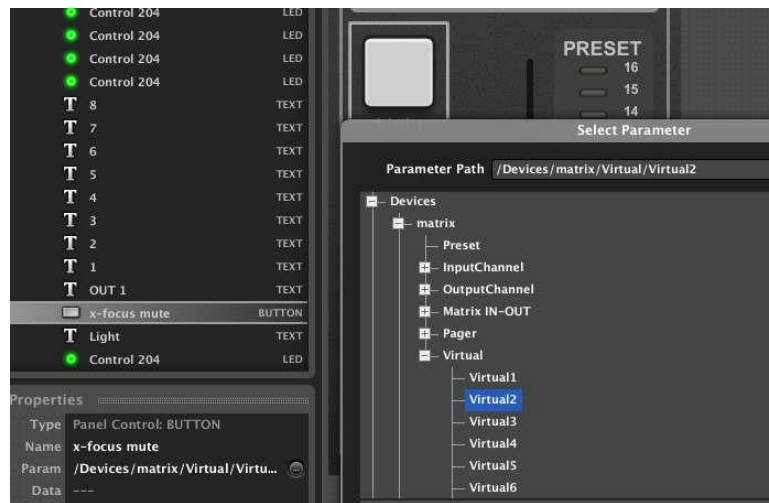 Control 204 LED
Control 204 LED
Control 204 LED
Control 204 LED
T 8 TEXT
T 7 TEXT
T 6 TEXT
T 5 TEXT
T 4 TEXT
T 3 TEXT
T 2 TEXT
T 1 TEXT
T OUT 1 TEXT
x-focus mute BUTTON
T Light TEXT
Control 204 LED
Properties
Type Panel Control: BUTTON
Name x-focus mute
Param /Devices/matrix/Virtual/Virtu...
Data ---
PRESET
16
15
14
Select Parameter
Parameter Path /Devices/matrix/Virtual/Virtual2
Devices
matrix
Preset
InputChannel
OutputChannel
Matrix IN-OUT
Pager
Virtual
Virtual1
Virtual2
Virtual3
Virtual4
Virtual5
Virtual6